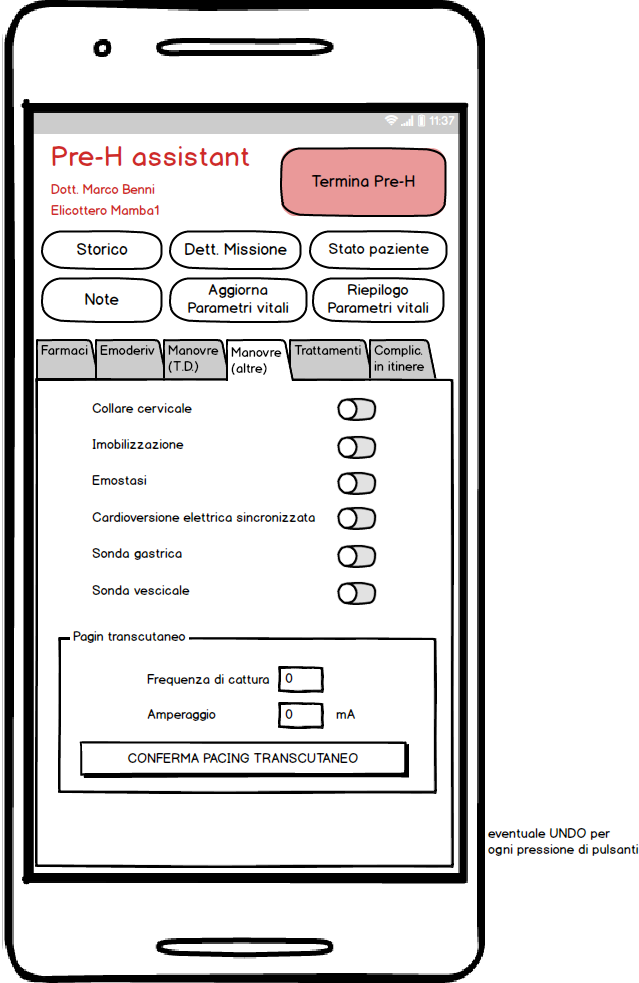 11:37
Pre-H assistant
Dott. Marco Benni
Elicottero Mamba1
Termina Pre-H
Storico
Dett. Missione
Stato paziente
Note
Aggiorna
Parametri vitali
Riepilogo
Parametri vitali
Farmaci
Emoderiv
Manovre
(T.D.)
Manovre
(altre)
Trattamenti
Complic.
in itinere
Collare cervicale
Imobilizzazione
Emostasi
Cardioversione elettrica sincronizzata
Sonda gastrica
Sonda vescicale
Pagin transcutaneo
Frequenza di cattura 0
Amperaggio 0 mA
CONFERMA PACING TRANSCUTANEO
eventuale UNDO per
ogni pressione di pulsanti